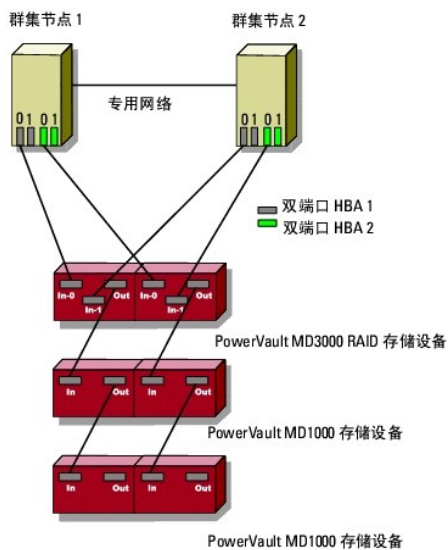 群集节点 1
群集节点 2
专用网络
0 1 0 1
0 1 0 1
双端口 HBA 1
双端口 HBA 2
In-0 Out In-0 Out
In-1 In-1
PowerVault MD3000 RAID 存储设备
In Out In Out
PowerVault MD1000 存储设备
In Out In Out
PowerVault MD1000 存储设备